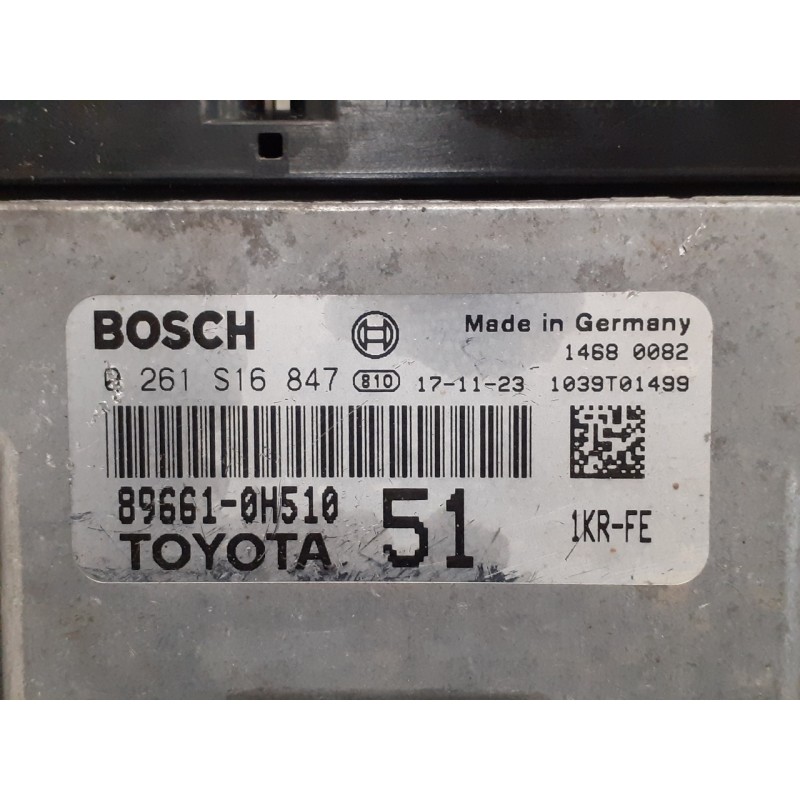 BOSCH Made in Germany
1468 0082
0 261 S16 847 810 17-11-23 1039T01499
89661-0H510 51 1KR-FE
TOYOTA